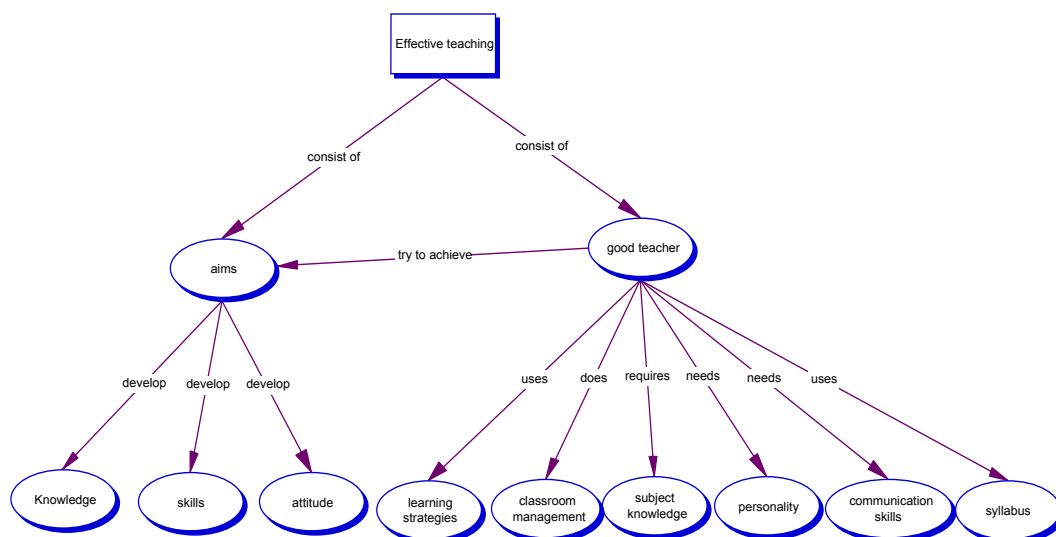 Effective teaching
consist of
consist of
aims
try to achieve
good teacher
develop
develop
develop
uses
does
requires
needs
needs
uses
Knowledge
skills
attitude
learning
strategies
classroom
management
subject
knowledge
personality
communication
skills
syllabus